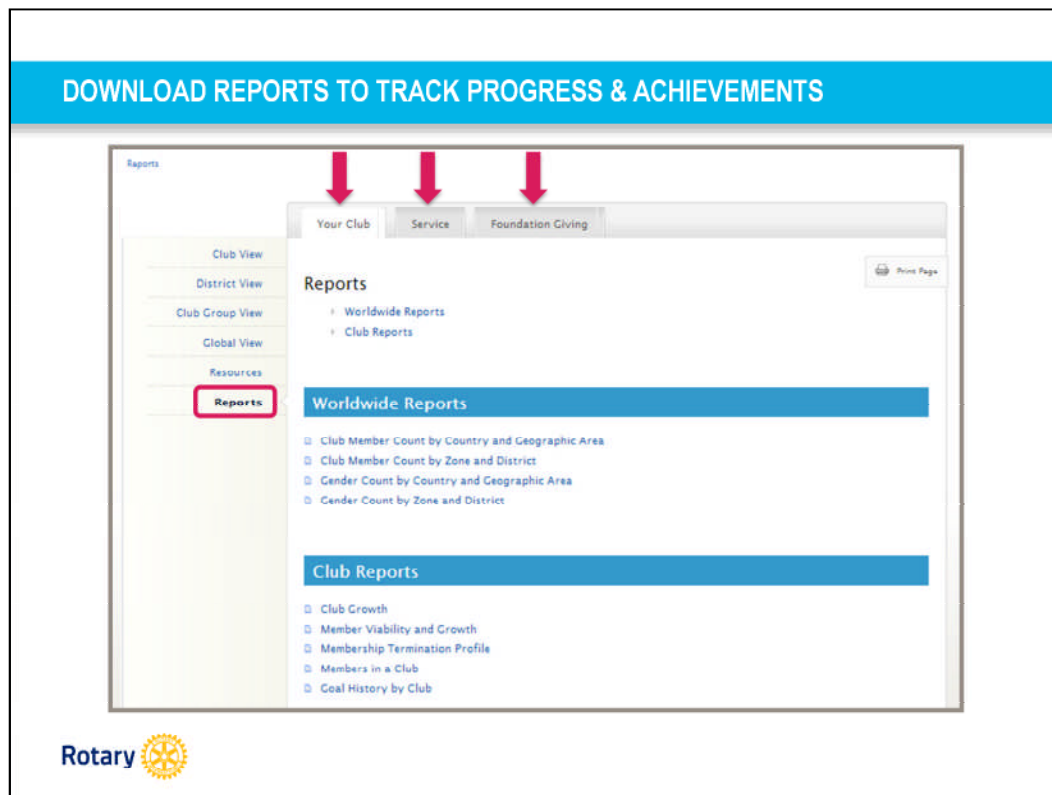 DOWNLOAD REPORTS TO TRACK PROGRESS & ACHIEVEMENTS
Reports
Your Club
Service
Foundation Giving
Club View
District View
Club Group View
Global View
Resources
Reports
Print Page
Reports
Worldwide Reports
Club Reports
Worldwide Reports
Club Member Count by Country and Geographic Area
Club Member Count by Zone and District
Gender Count by Country and Geographic Area
Gender Count by Zone and District
Club Reports
Club Growth
Member Viability and Growth
Membership Termination Profile
Members in a Club
Goal History by Club
Rotary